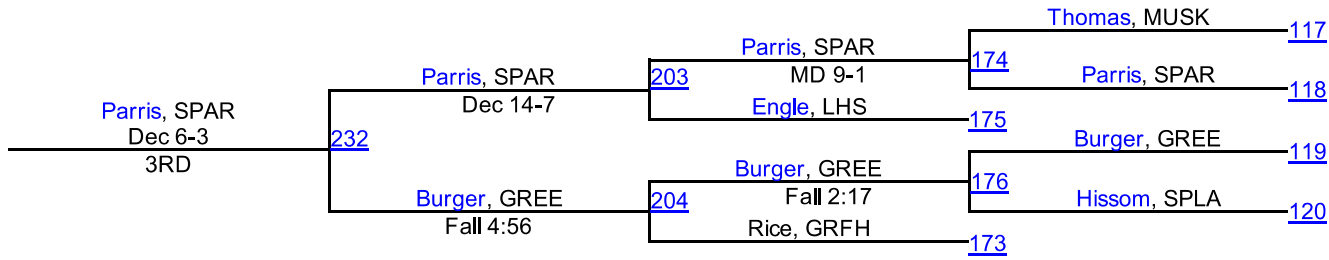 Thomas, MUSK
117
Parris, SPAR
174
MD 9-1
Parris, SPAR
118
Parris, SPAR
203
Dec 14-7
Engle, LHS
175
Parris, SPAR
Dec 6-3
232
3RD
Burger, GREE
119
Burger, GREE
176
Fall 2:17
Burger, GREE
204
Fall 4:56
Hissom, SPLA
120
Rice, GRFH
173